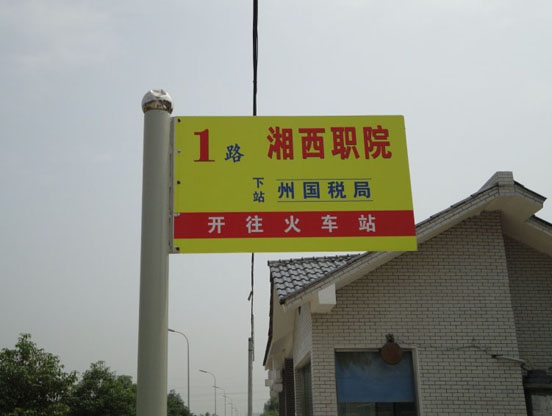 1路 湘西职院
下站 州国税局
开往火车站